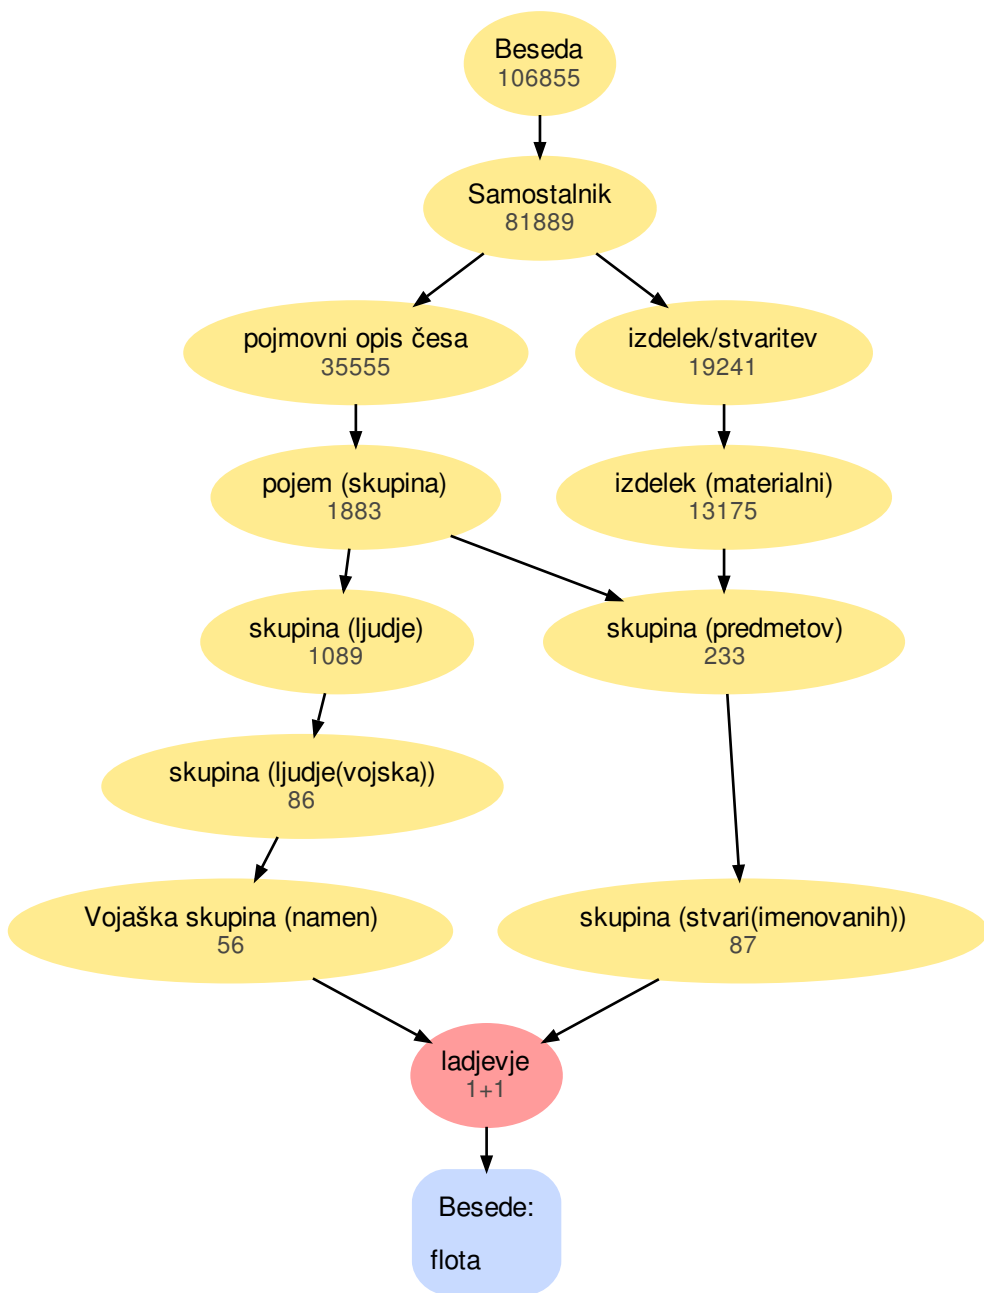 Beseda
106855
Samostalnik
81889
pojmovni opis česa
35555
izdelek/stvaritev
19241
pojem (skupina)
1883
izdelek (materialni)
13175
skupina (ljudje)
1089
skupina (predmetov)
233
skupina (ljudje(vojska))
86
Vojaška skupina (namen)
56
skupina (stvari(imenovanih))
87
ladjevje
1+1
Besede:
flota